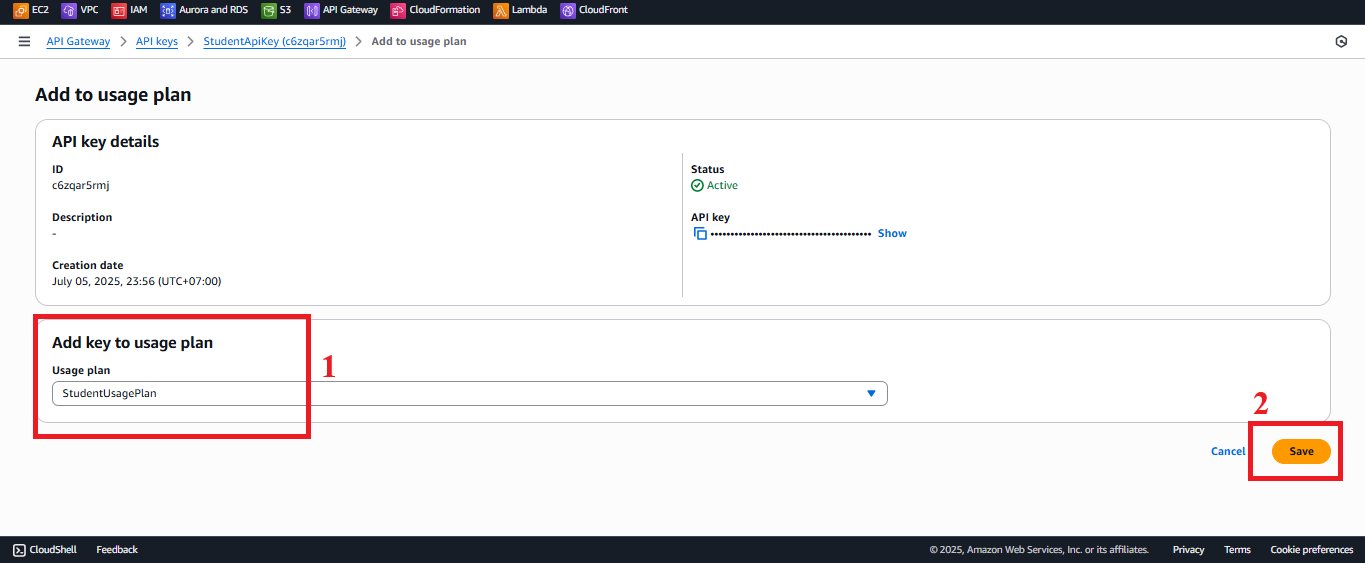 EC2 VPC IAM Aurora and RDS S3 API Gateway CloudFormation Lambda CloudFront
API Gateway > API keys > StudentApiKey (c6zqar5rmj) > Add to usage plan
Add to usage plan
API key details
ID
c6zqar5rmj
Description
-
Creation date
July 05, 2025, 23:56 (UTC+07:00)
Status
Active
API key
•••••••••••••••••••••••••••••••••••••••• Show
Add key to usage plan
1
Usage plan
StudentUsagePlan
2
Cancel Save
CloudShell Feedback © 2025, Amazon Web Services, Inc. or its affiliates. Privacy Terms Cookie preferences